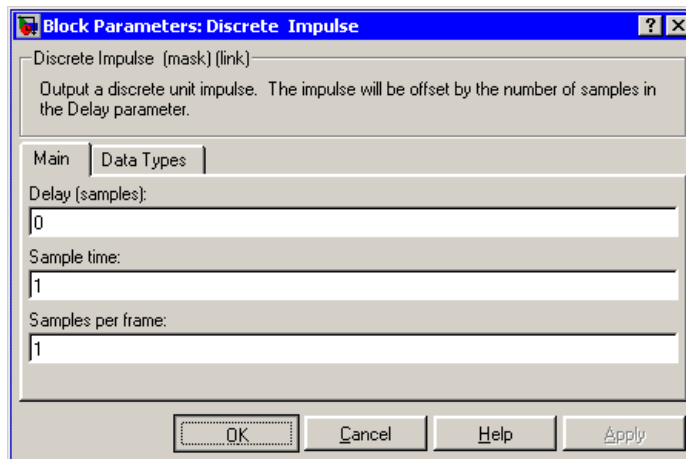 Block Parameters: Discrete Impulse
Discrete Impulse (mask) (link)
Output a discrete unit impulse. The impulse will be offset by the number of samples in
the Delay parameter.
Main Data Types
Delay (samples):
0
Sample time:
1
Samples per frame:
1
OK Cancel Help Apply